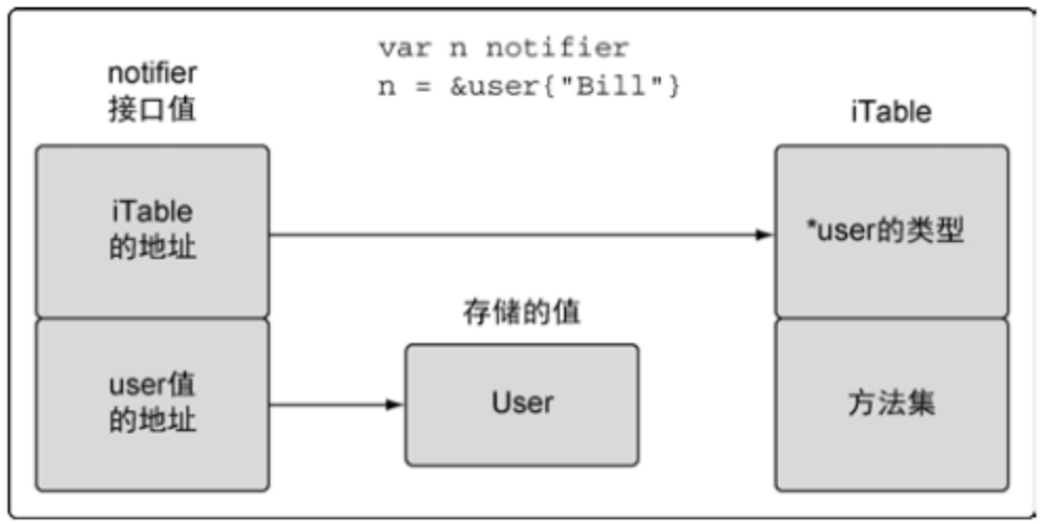 var n notifier
n = &user{"Bill"}
notifier
接口值
iTable
iTable
的地址
*user的类型
存储的值
user值
的地址
User
方法集